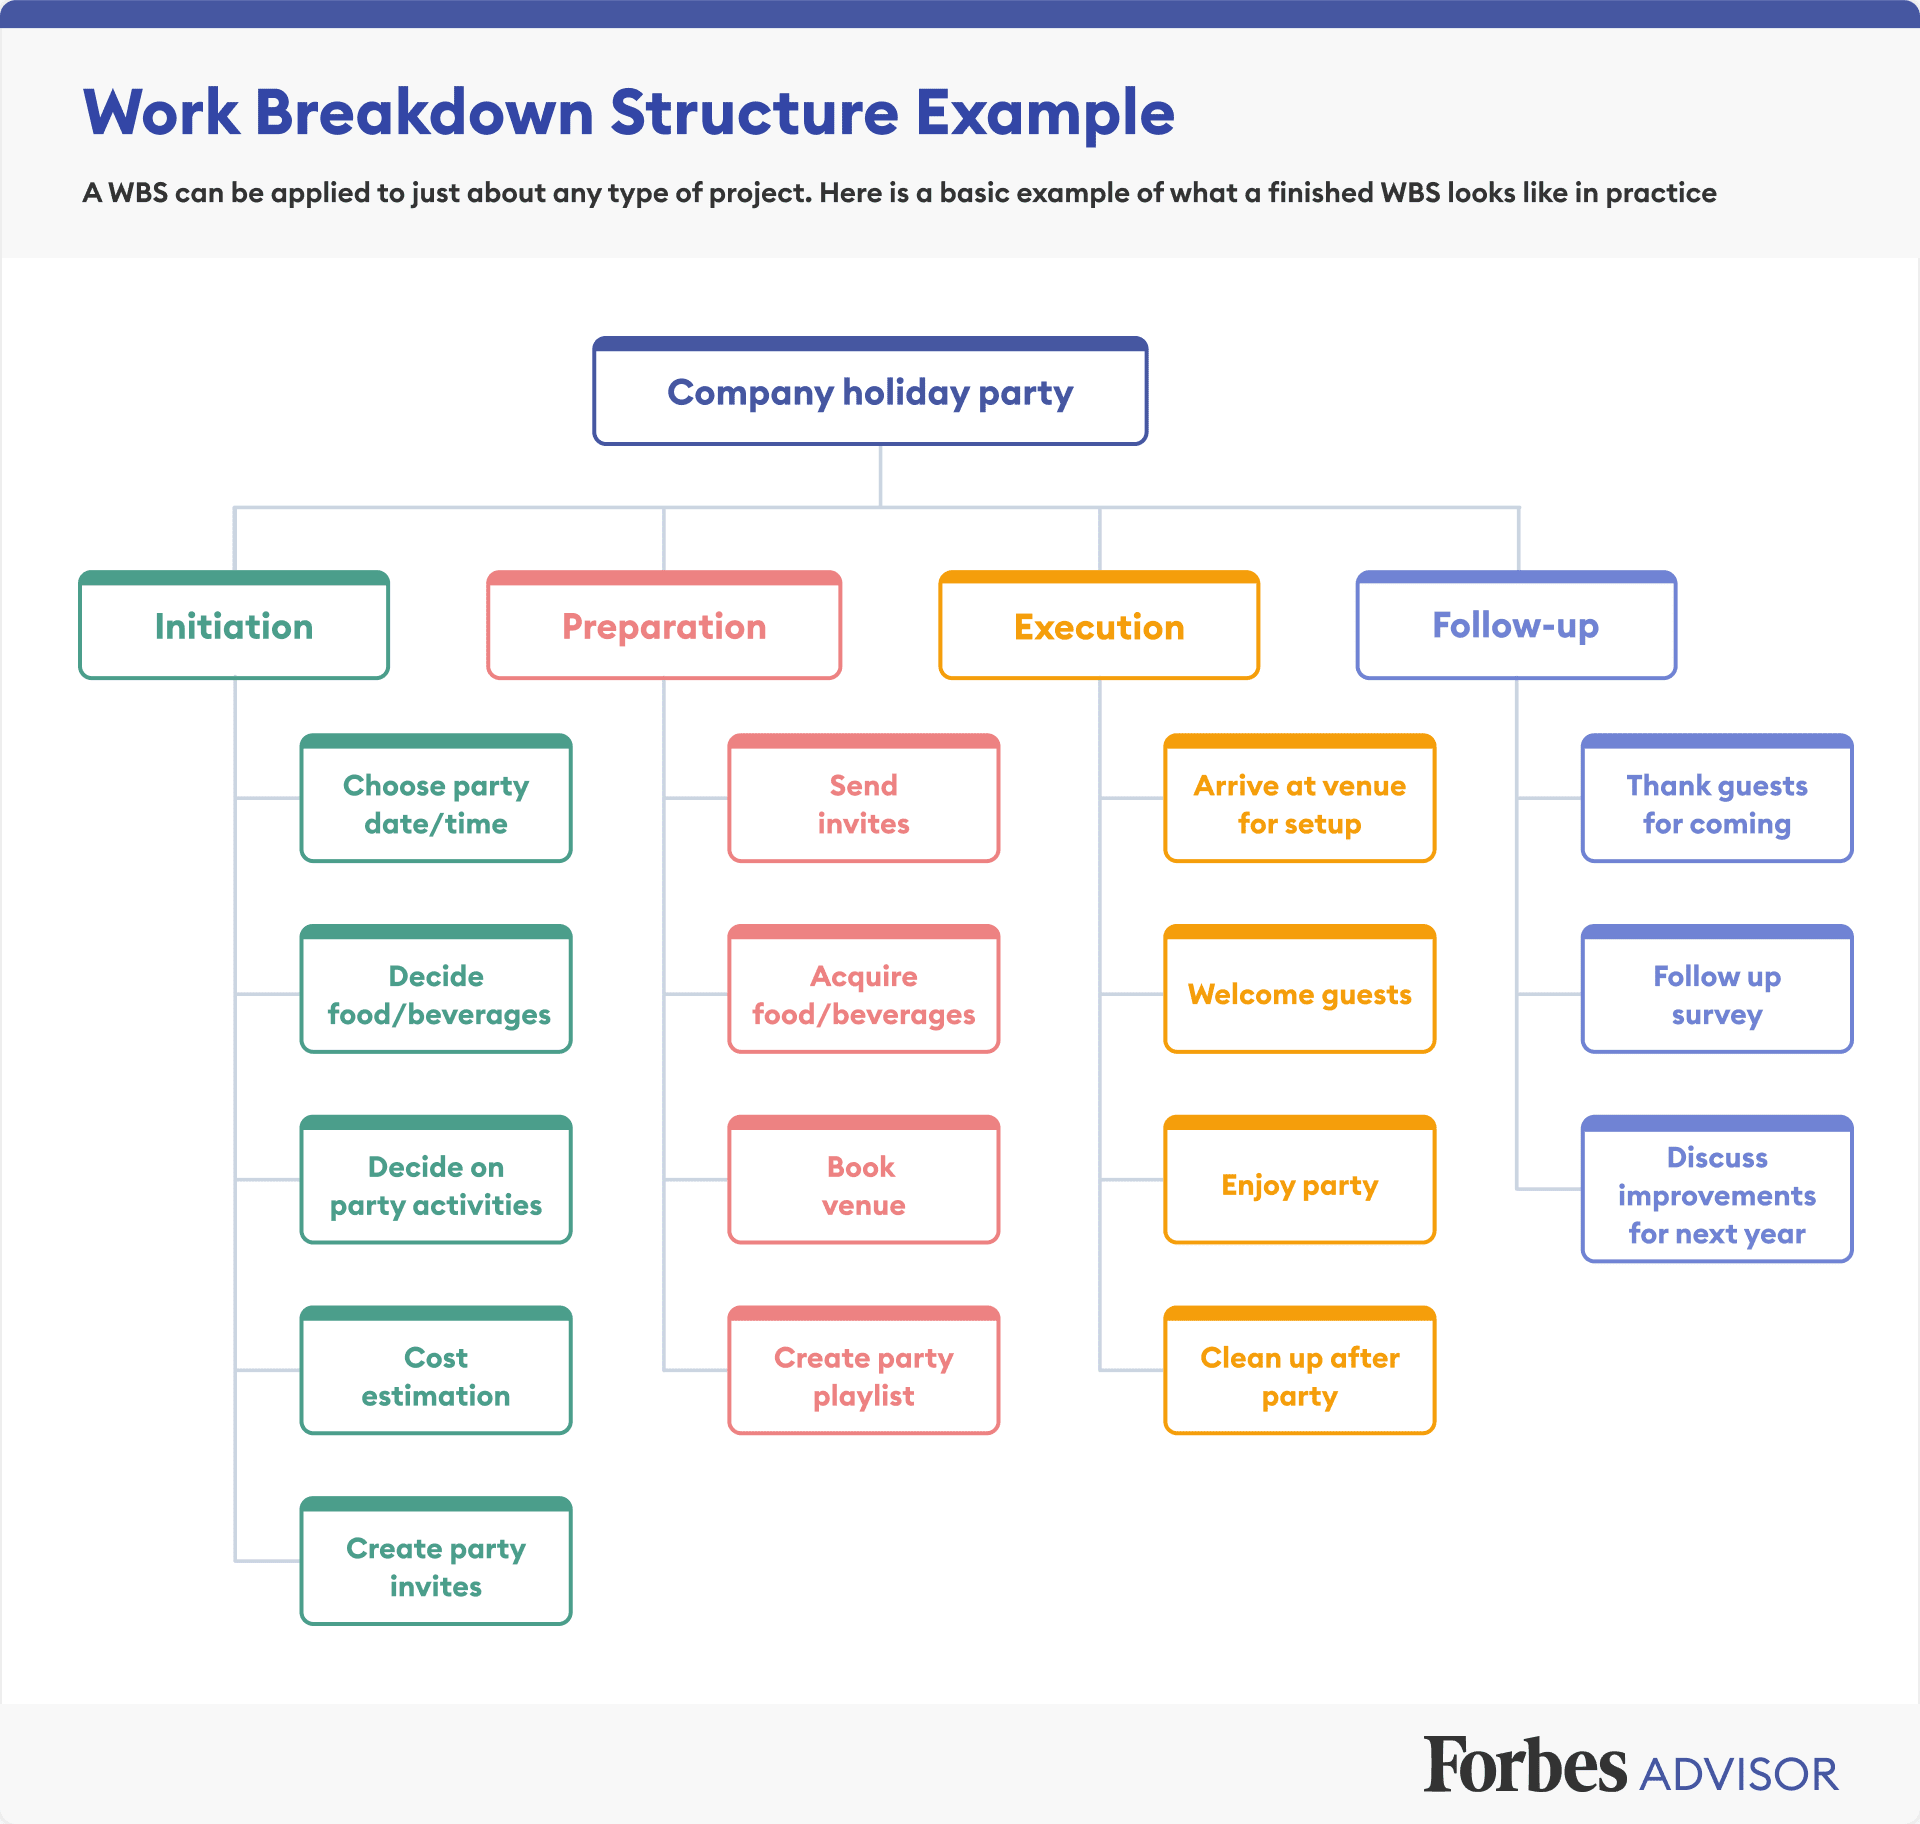 Work Breakdown Structure Example
A WBS can be applied to just about any type of project. Here is a basic example of what a finished WBS looks like in practice
Company holiday party
Initiation
Choose party
date/time
Decide
food/beverages
Decide on
party activities
Cost
estimation
Create party
invites
Preparation
Send
invites
Acquire
food/beverages
Book
venue
Create party
playlist
Execution
Arrive at venue
for setup
Welcome guests
Enjoy party
Clean up after
party
Follow-up
Thank guests
for coming
Follow up
survey
Discuss
improvements
for next year
Forbes ADVISOR